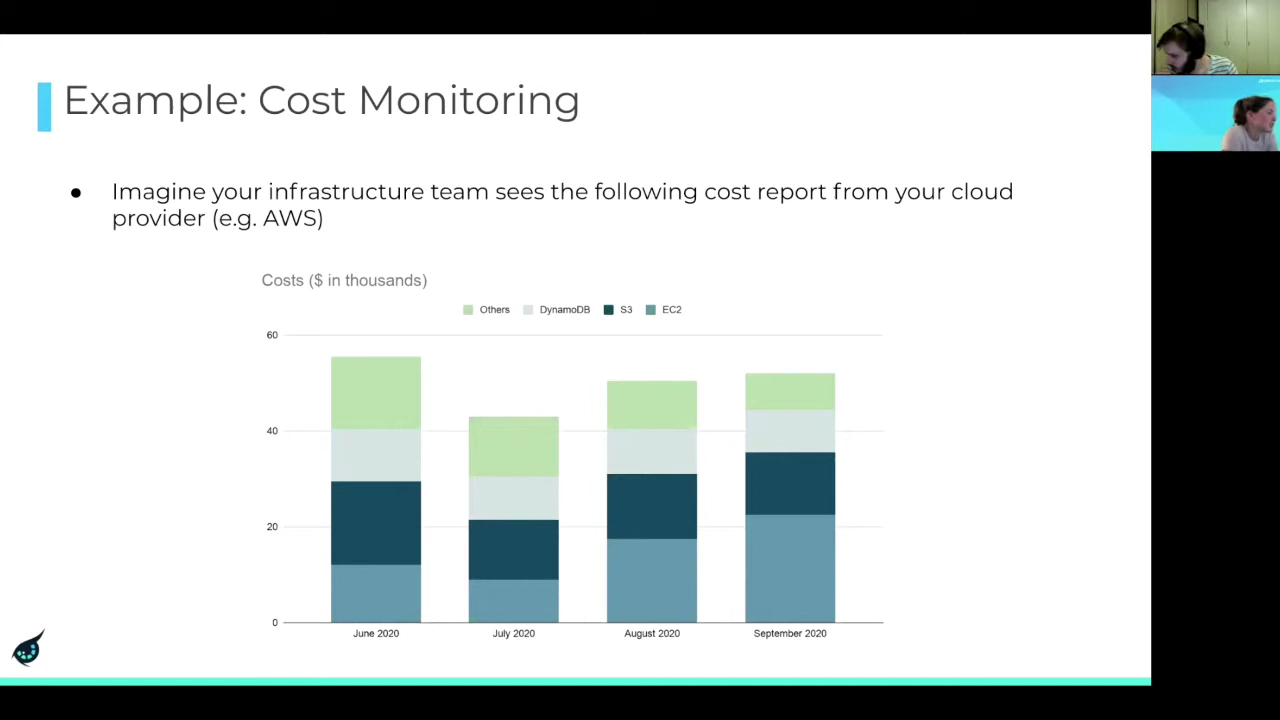 Example: Cost Monitoring
● Imagine your infrastructure team sees the following cost report from your cloud
provider (e.g. AWS)
Costs ($ in thousands)
Others DynamoDB S3 EC2
60
40
20
0
June 2020 July 2020 August 2020 September 2020